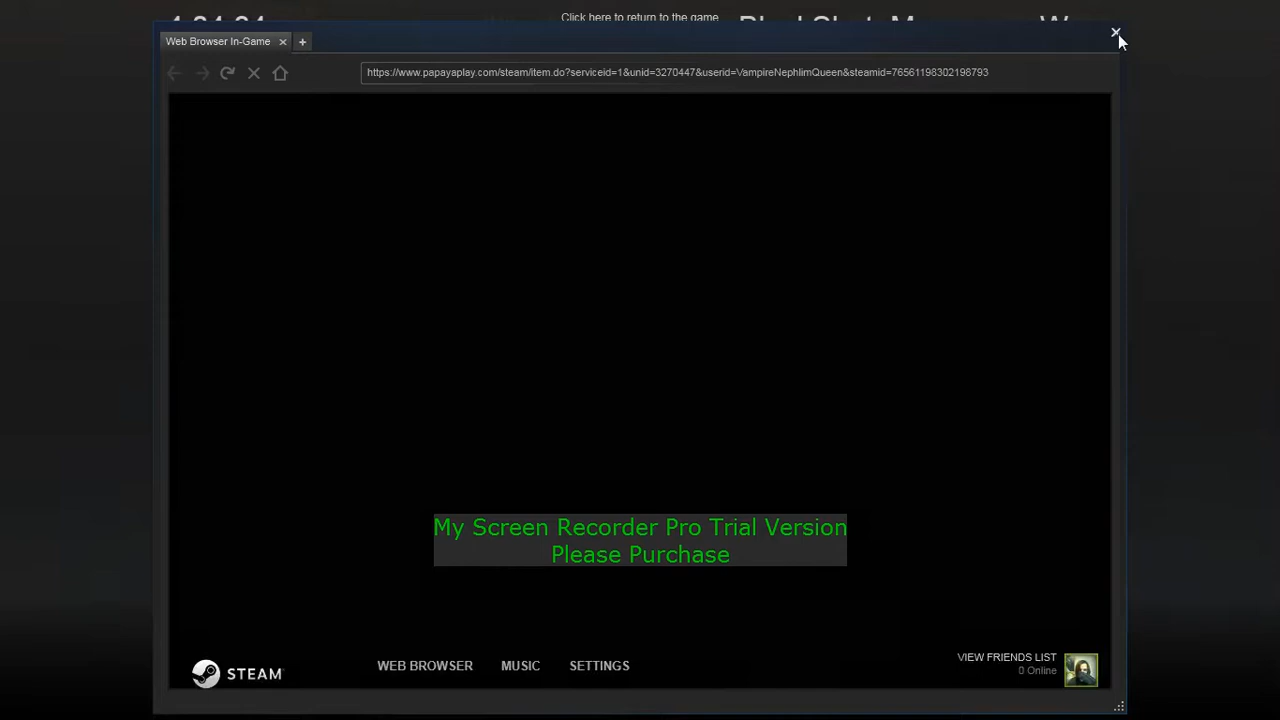 Click here to return to the game
Web Browser In-Game
https://www.papayaplay.com/steam/item.do?serviceid=1&unid=3270447&userid=VampireNephlimQueen&steamid=76561198302198793
My Screen Recorder Pro Trial Version
Please Purchase
STEAM
WEB BROWSER
MUSIC
SETTINGS
VIEW FRIENDS LIST
0 Online